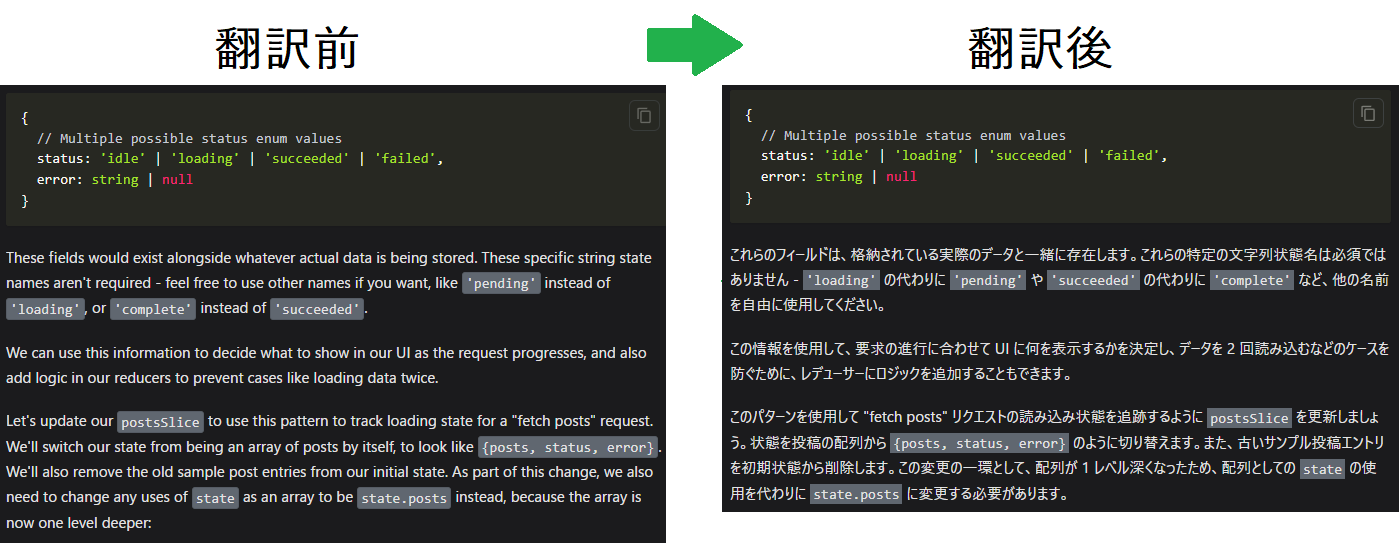 翻訳前
{
  // Multiple possible status enum values
  status: 'idle' | 'loading' | 'succeeded' | 'failed',
  error: string | null
}
These fields would exist alongside whatever actual data is being stored. These specific string state
names aren't required - feel free to use other names if you want, like 'pending' instead of
'loading', or 'complete' instead of 'succeeded'.
We can use this information to decide what to show in our UI as the request progresses, and also
add logic in our reducers to prevent cases like loading data twice.
Let's update our postsSlice to use this pattern to track loading state for a "fetch posts" request.
We'll switch our state from being an array of posts by itself, to look like {posts, status, error}.
We'll also remove the old sample post entries from our initial state. As part of this change, we also
need to change any uses of state as an array to be state.posts instead, because the array is
now one level deeper:
翻訳後
{
  // Multiple possible status enum values
  status: 'idle' | 'loading' | 'succeeded' | 'failed',
  error: string | null
}
これらのフィールドは、格納されている実際のデータと一緒に存在します。これらの特定の文字列状態名は必須では
ありません - 'loading' の代わりに 'pending' や 'succeeded' の代わりに 'complete' など、他の名前
を自由に使用してください。
この情報を使用して、要求の進行に合わせて UI に何を表示するかを決定し、データを 2 回読み込むなどのケースを
防ぐために、レデューサーにロジックを追加することもできます。
このパターンを使用して "fetch posts" リクエストの読み込み状態を追跡するように postsSlice を更新しましょ
う。状態を投稿の配列から {posts, status, error} のように切り替えます。また、古いサンプル投稿エントリ
を初期状態から削除します。この変更の一環として、配列が 1 レベル深くなったため、配列としての state の使
用を代わりに state.posts に変更する必要があります。